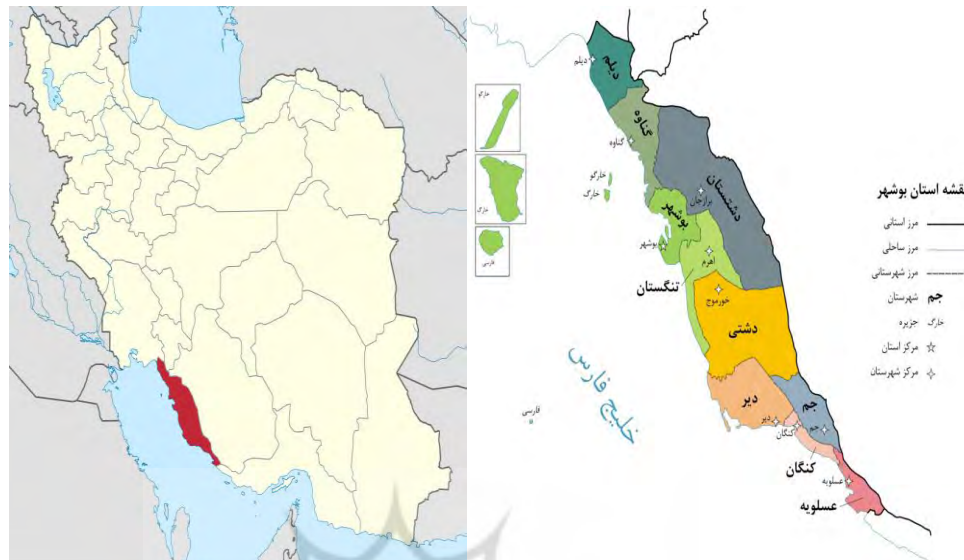 دیلم
دیلم
گناوه
گناوه
خارگو
خارگ
فارسی
خارگو
خارگ
دشتستان
برازجان
بوشهر
بوشهر
اهرم
تنگستان
خورموج
دشتی
خلیج فارس
فارسی
دیر
دیر
جم
جم
کنگان
کنگان
عسلویه
عسلویه
نقشه استان بوشهر
مرز استانی
مرز ساحلی
مرز شهرستانی
جم شهرستان
خارگ جزیره
مرکز استان
مرکز شهرستان